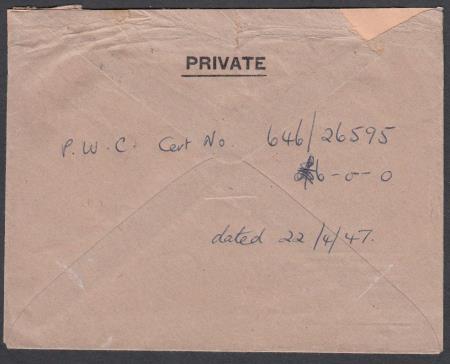 PRIVATE
P.W.C. Cert No. 646/26595
£6-0-0
dated 22/4/47.